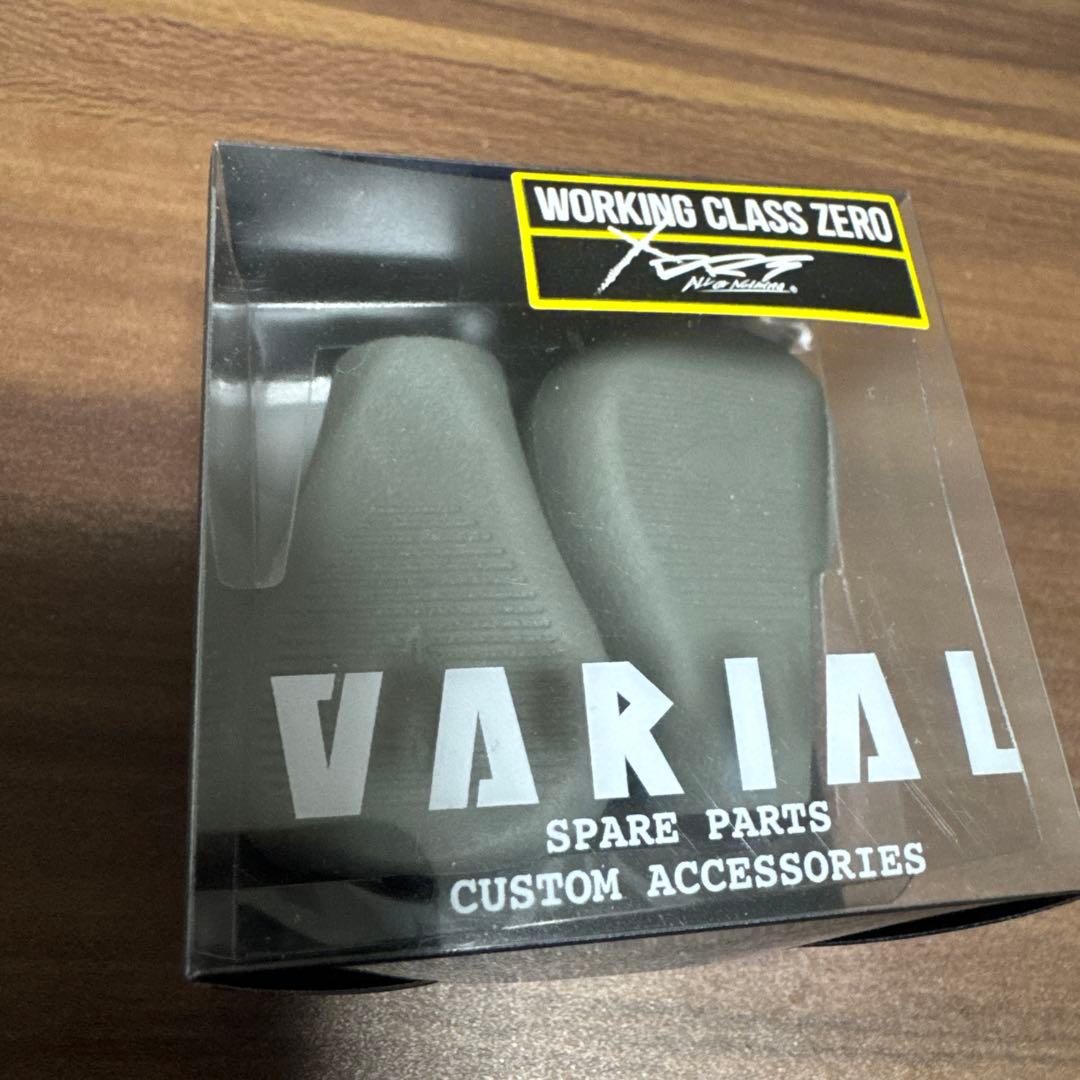 WORKING CLASS ZERO
VARIAL
SPARE PARTS
CUSTOM ACCESSORIES